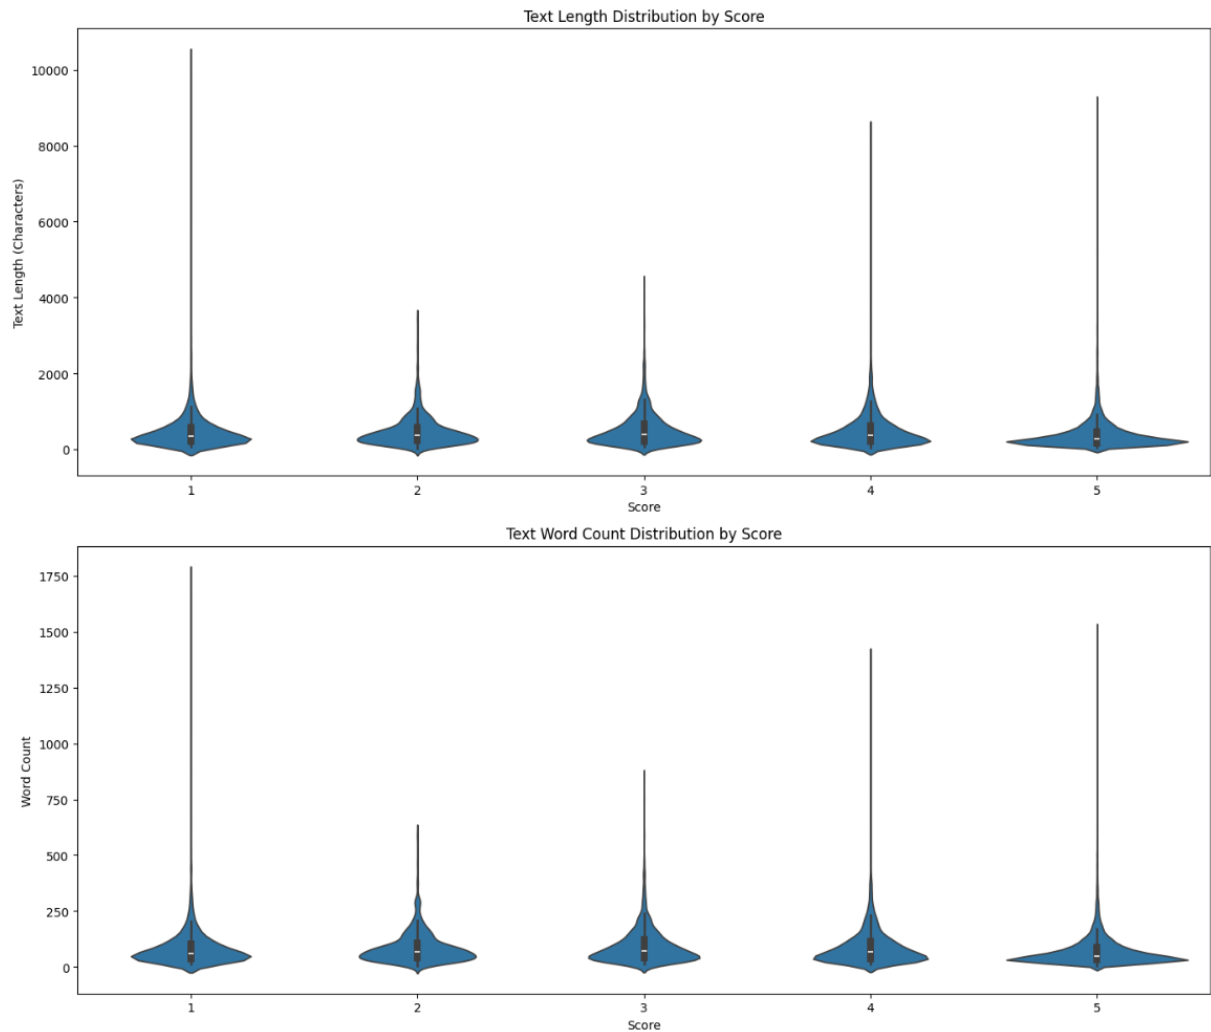 Text Length Distribution by Score
Text Length (Characters)
10000
8000
6000
4000
2000
0
1 2 3 4 5
Score
Text Word Count Distribution by Score
Word Count
1750
1500
1250
1000
750
500
250
0
1 2 3 4 5
Score